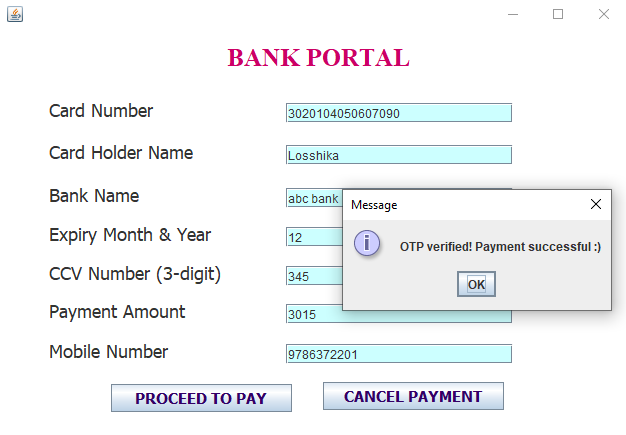 BANK PORTAL
Card Number 3020104050607090
Card Holder Name Losshika
Bank Name abc bank
Message
Expiry Month & Year 12
OTP verified! Payment successful :)
CCV Number (3-digit) 345
OK
Payment Amount 3015
Mobile Number 9786372201
PROCEED TO PAY CANCEL PAYMENT